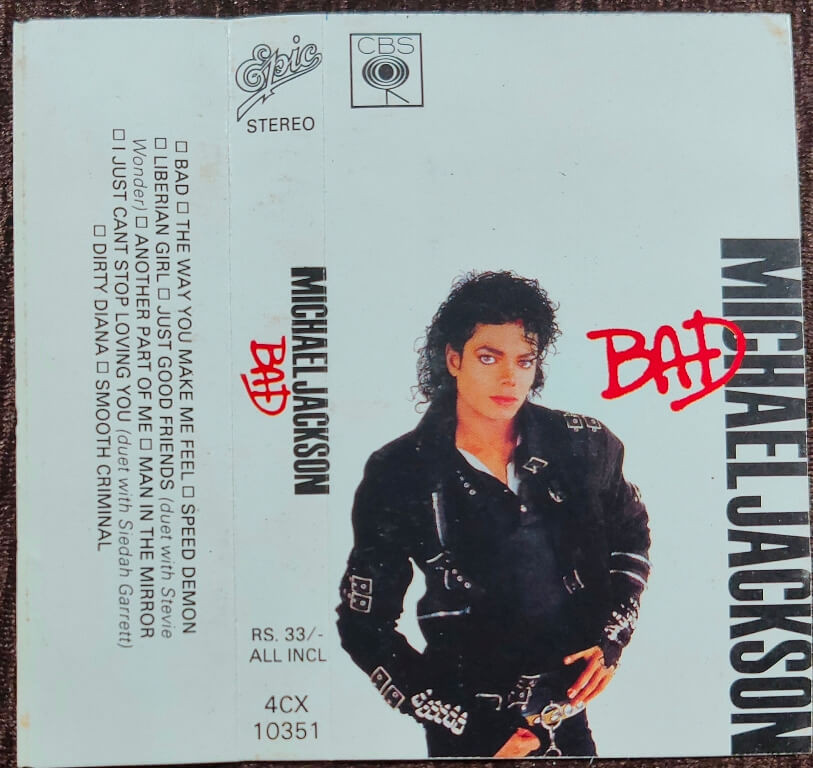 □ BAD □ THE WAY YOU MAKE ME FEEL □ SPEED DEMON
□ LIBERIAN GIRL □ JUST GOOD FRIENDS (duet with Stevie
Wonder) □ ANOTHER PART OF ME □ MAN IN THE MIRROR
□ I JUST CANT STOP LOVING YOU (duet with Siedah Garrett)
□ DIRTY DIANA □ SMOOTH CRIMINAL
Epic
STEREO
MICHAEL JACKSON
BAD
RS. 33/-
ALL INCL
4CX
10351
CBS
BAD
MICHAEL JACKSON